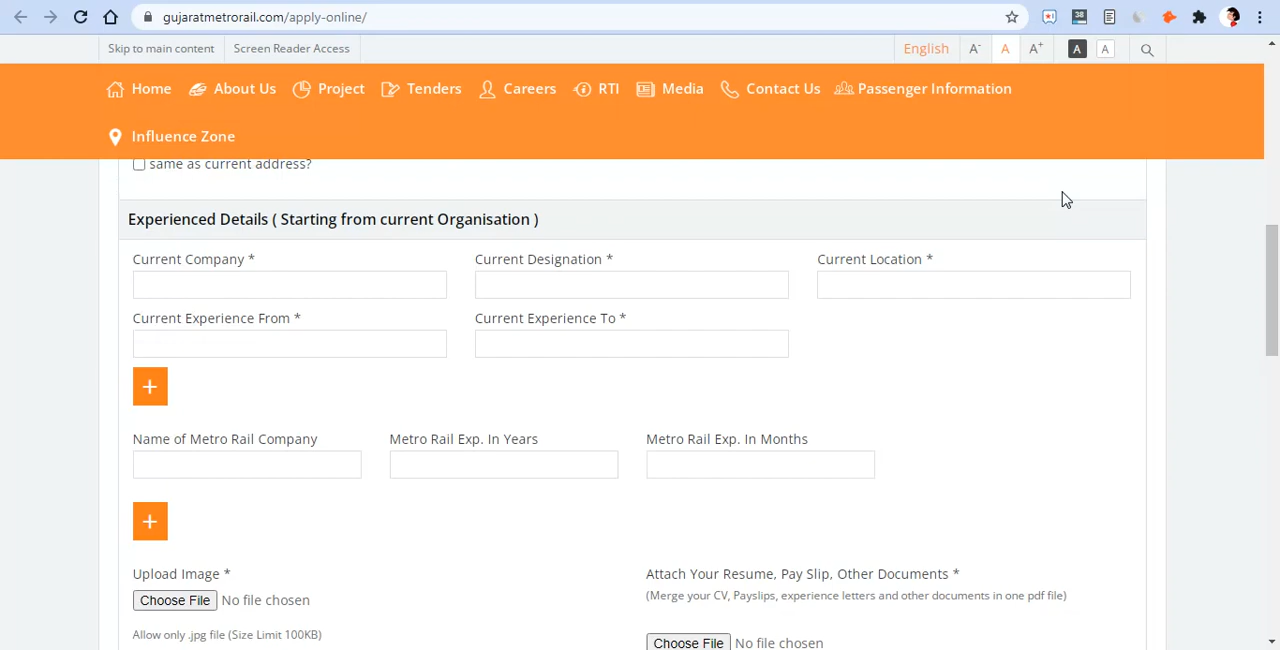 gujaratmetrorail.com/apply-online/
38
Skip to main content Screen Reader Access English A- A A+ A A
Home About Us Project Tenders Careers RTI Media Contact Us Passenger Information
Influence Zone
same as current address?
Experienced Details ( Starting from current Organisation )
Current Company * Current Designation * Current Location *
Current Experience From * Current Experience To *
+
Name of Metro Rail Company Metro Rail Exp. In Years Metro Rail Exp. In Months
+
Upload Image * Attach Your Resume, Pay Slip, Other Documents *
Choose File No file chosen (Merge your CV, Payslips, experience letters and other documents in one pdf file)
Allow only .jpg file (Size Limit 100KB)
Choose File No file chosen